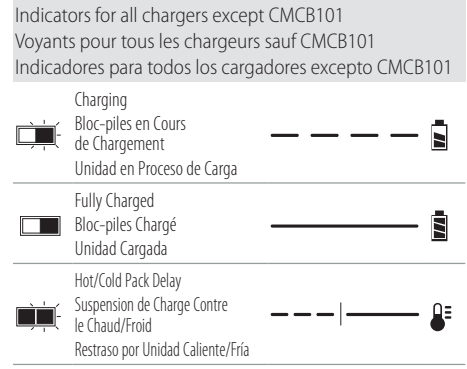 Indicators for all chargers except CMCB101
Voyants pour tous les chargeurs sauf CMCB101
Indicadores para todos los cargadores excepto CMCB101
Charging
Bloc-piles en Cours
de Chargement
Unidad en Proceso de Carga
Fully Charged
Bloc-piles Chargé
Unidad Cargada
Hot/Cold Pack Delay
Suspension de Charge Contre
le Chaud/Froid
Restraso por Unidad Caliente/Fría